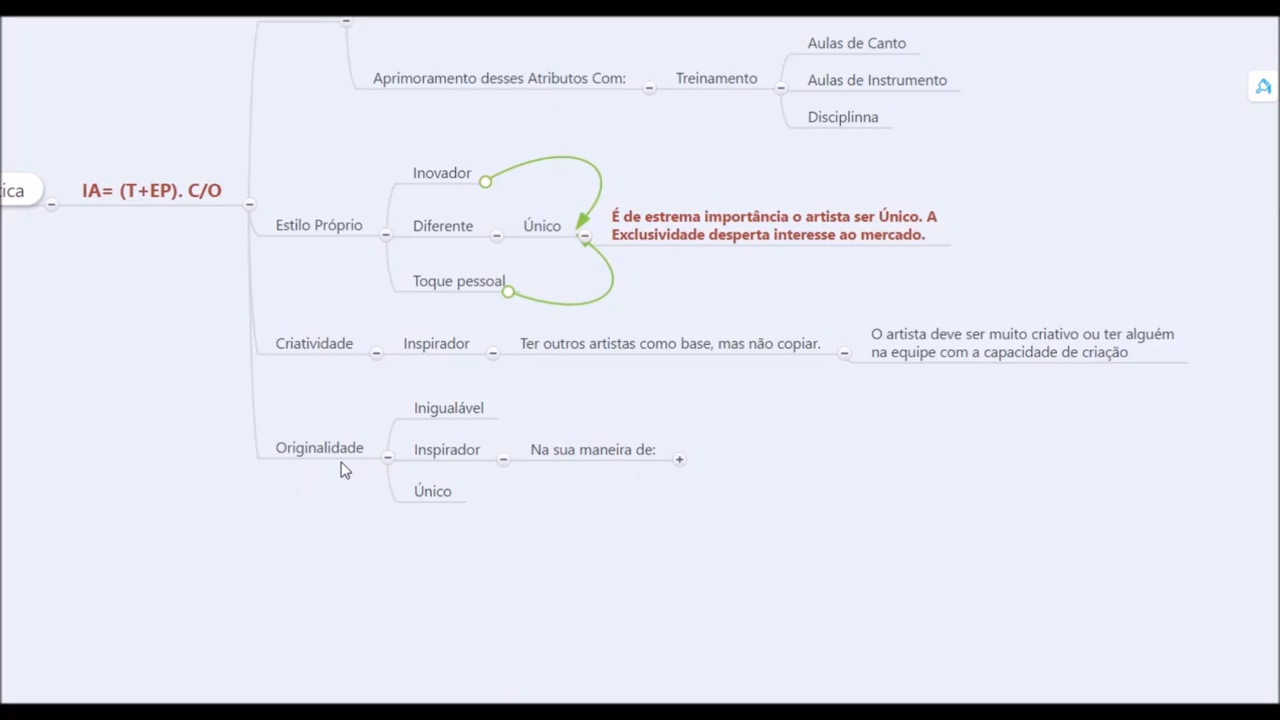 Aulas de Canto
Aprimoramento desses Atributos Com:
Treinamento
Aulas de Instrumento
Disciplinna
IA= (T+EP). C/O
Inovador
Estilo Próprio
Diferente
Único
É de estrema importância o artista ser Único. A
Exclusividade desperta interesse ao mercado.
Toque pessoal
Criatividade
Inspirador
Ter outros artistas como base, mas não copiar.
O artista deve ser muito criativo ou ter alguém
na equipe com a capacidade de criação
Inigualável
Originalidade
Inspirador
Na sua maneira de:
Único